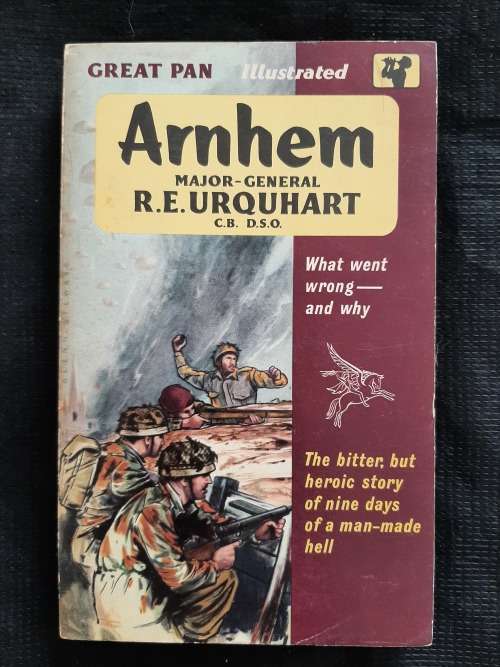 GREAT PAN Illustrated
Arnhem
MAJOR-GENERAL
R.E.URQUHART
C.B. D.S.O.
What went
wrong—
and why
The bitter, but
heroic story
of nine days
of a man-made
hell